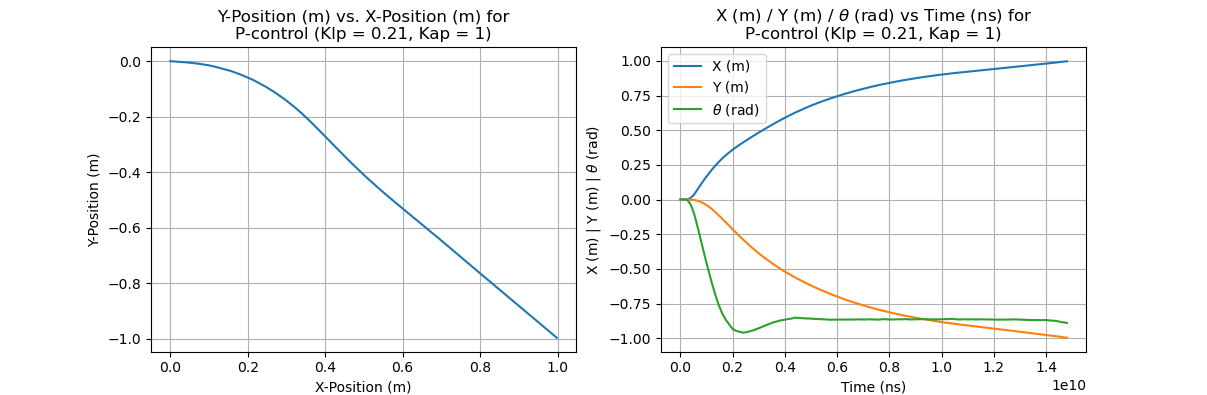 Y-Position (m) vs. X-Position (m) for
P-control (Klp = 0.21, Kap = 1)
0.0
−0.2
−0.4
−0.6
−0.8
−1.0
Y-Position (m)
0.0 0.2 0.4 0.6 0.8 1.0
X-Position (m)
X (m) / Y (m) / θ (rad) vs Time (ns) for
P-control (Klp = 0.21, Kap = 1)
X (m)
Y (m)
θ (rad)
1.00
0.75
0.50
0.25
0.00
−0.25
−0.50
−0.75
−1.00
X (m) | Y (m) | θ (rad)
0.0 0.2 0.4 0.6 0.8 1.0 1.2 1.4
1e10
Time (ns)